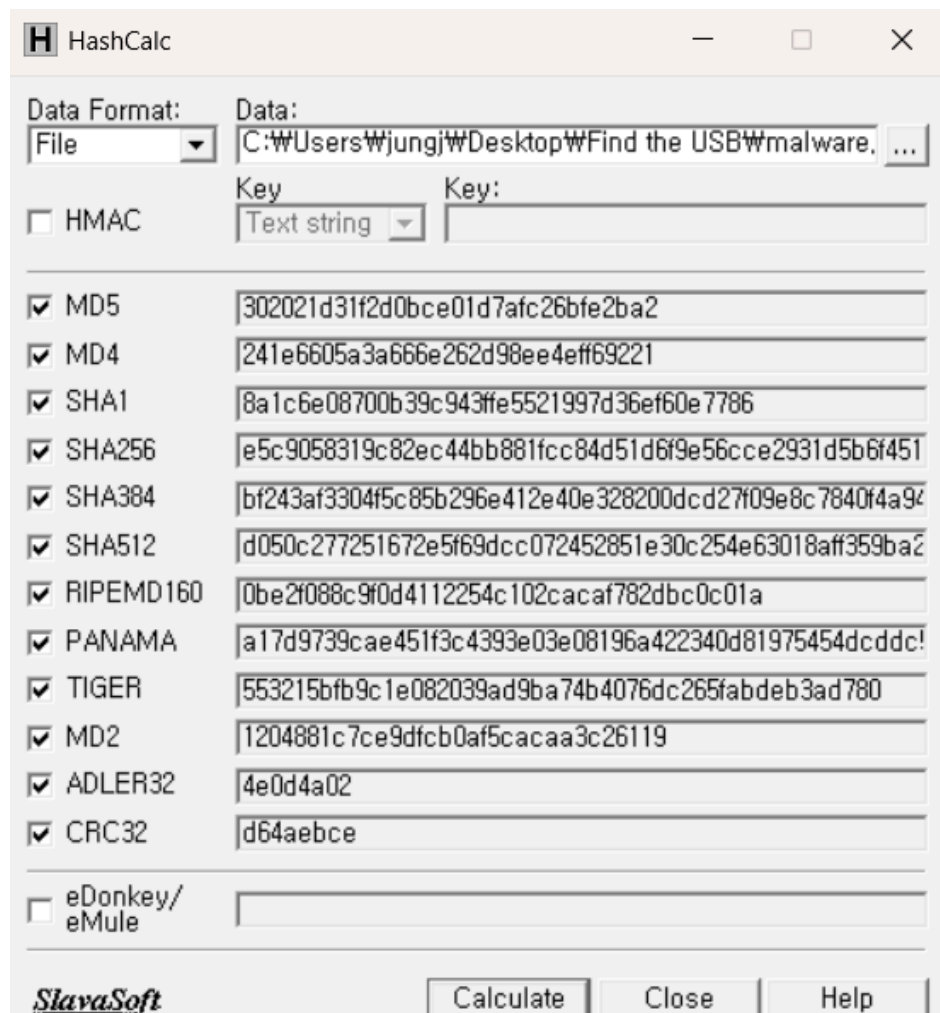 H HashCalc
Data Format: Data:
File C:₩Users₩jungj₩Desktop₩Find the USB₩malware. ...
Key Key:
HMAC Text string
MD5 302021d31f2d0bce01d7afc26bfe2ba2
MD4 241e6605a3a666e262d98ee4eff69221
SHA1 8a1c6e08700b39c943ffe5521997d36ef60e7786
SHA256 e5c9058319c82ec44bb881fcc84d51d6f9e56cce2931d5b6f451
SHA384 bf243af3304f5c85b296e412e40e328200dcd27f09e8c7840f4a94
SHA512 d050c277251672e5f69dcc072452851e30c254e63018aff359ba2
RIPEMD160 0be2f088c9f0d4112254c102cacaf782dbc0c01a
PANAMA a17d9739cae451f3c4393e03e08196a422340d81975454dcddc5
TIGER 553215bfb9c1e082039ad9ba74b4076dc265fabdeb3ad780
MD2 1204881c7ce9dfcb0af5cacaa3c26119
ADLER32 4e0d4a02
CRC32 d64aebce
eDonkey/
eMule
SlavaSoft Calculate Close Help